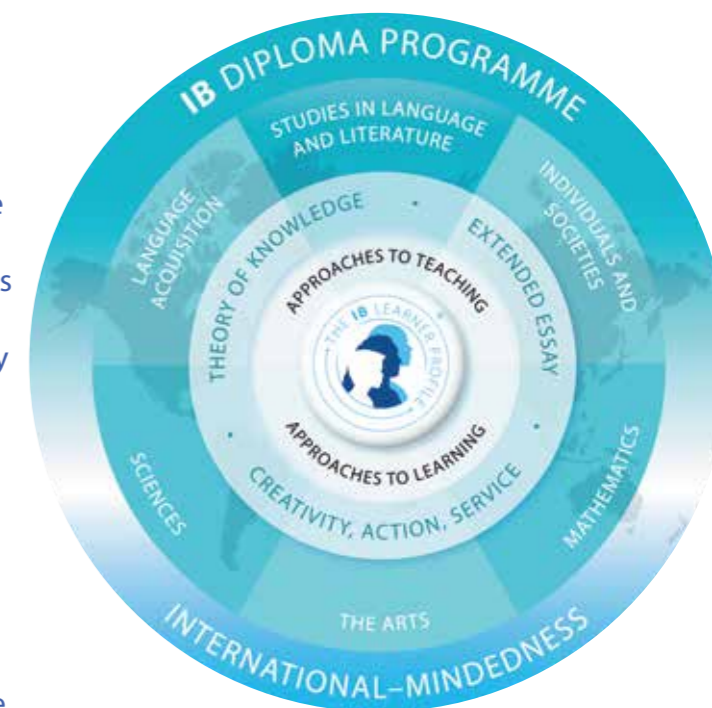 IB DIPLOMA PROGRAMME
STUDIES IN LANGUAGE
AND LITERATURE
LANGUAGE
ACQUISITION
INDIVIDUALS AND
SOCIETIES
THEORY OF KNOWLEDGE
EXTENDED ESSAY
APPROACHES TO TEACHING
THE IB LEARNER PROFILE
APPROACHES TO LEARNING
CREATIVITY, ACTION, SERVICE
SCIENCES
MATHEMATICS
THE ARTS
INTERNATIONAL–MINDEDNESS
e
s
y
e